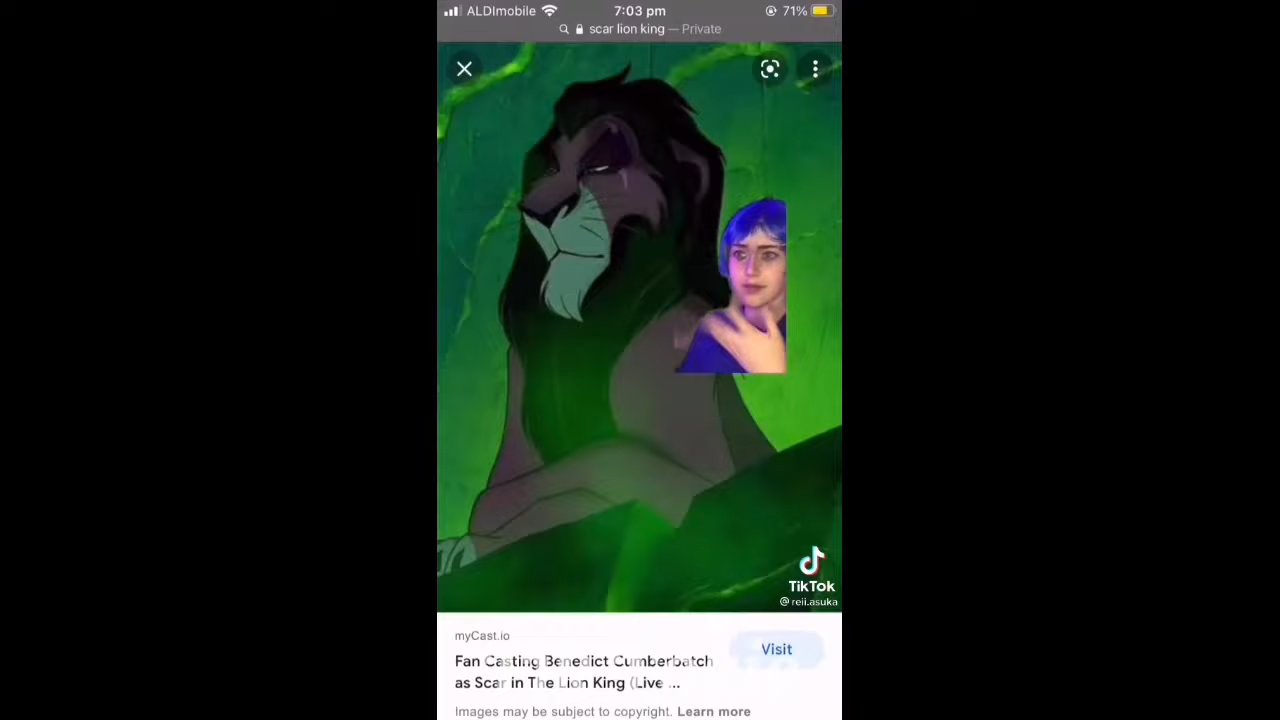 ALDImobile 7:03 pm 71%
scar lion king — Private
TikTok
@reii.asuka
myCast.io
Visit
Fan Casting Benedict Cumberbatch
as Scar in The Lion King (Live ...
Images may be subject to copyright. Learn more